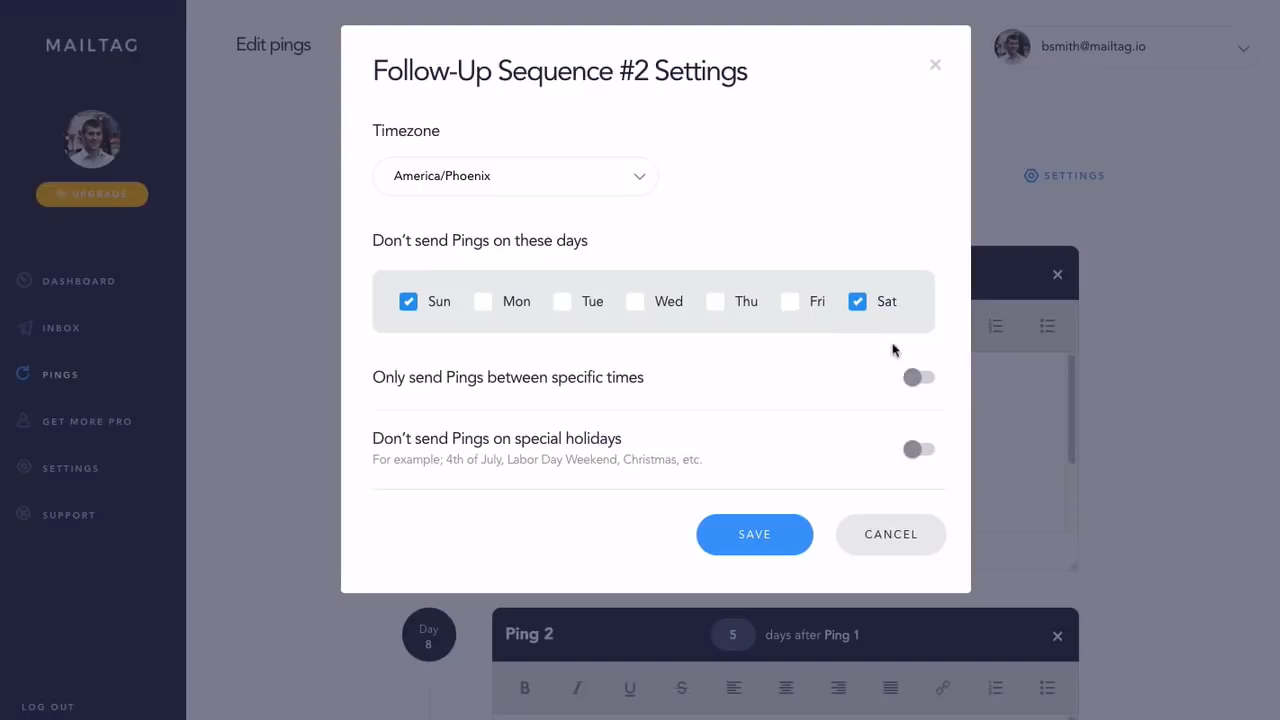 MAILTAG
Edit pings
bsmith@mailtag.io
UPGRADE
DASHBOARD
INBOX
PINGS
GET MORE PRO
SETTINGS
SUPPORT
LOG OUT
SETTINGS
Follow-Up Sequence #2 Settings
Timezone
America/Phoenix
Don't send Pings on these days
Sun Mon Tue Wed Thu Fri Sat
Only send Pings between specific times
Don't send Pings on special holidays
For example; 4th of July, Labor Day Weekend, Christmas, etc.
SAVE CANCEL
Day
8
Ping 2 5 days after Ping 1
B I U S